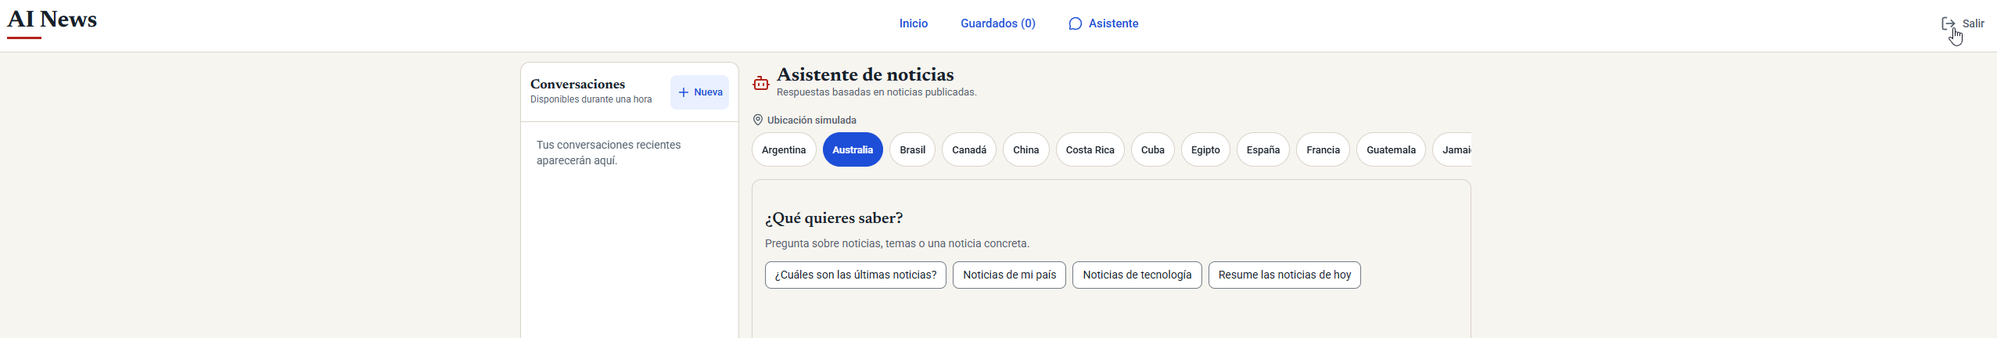 AI News
Inicio
Guardados (0)
Asistente
Salir
Conversaciones
Disponibles durante una hora
+ Nueva
Tus conversaciones recientes
aparecerán aquí.
Asistente de noticias
Respuestas basadas en noticias publicadas.
Ubicación simulada
Argentina
Australia
Brasil
Canadá
China
Costa Rica
Cuba
Egipto
España
Francia
Guatemala
Jamai
¿Qué quieres saber?
Pregunta sobre noticias, temas o una noticia concreta.
¿Cuáles son las últimas noticias?
Noticias de mi país
Noticias de tecnología
Resume las noticias de hoy